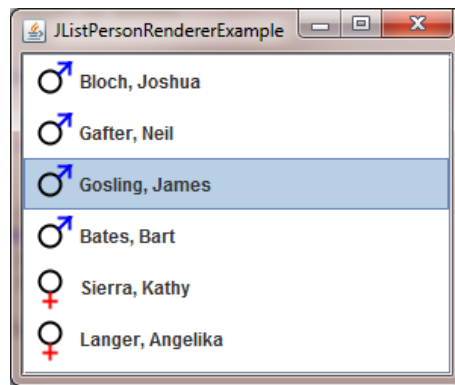 JListPersonRendererExample
Bloch, Joshua
Gafter, Neil
Gosling, James
Bates, Bart
Sierra, Kathy
Langer, Angelika